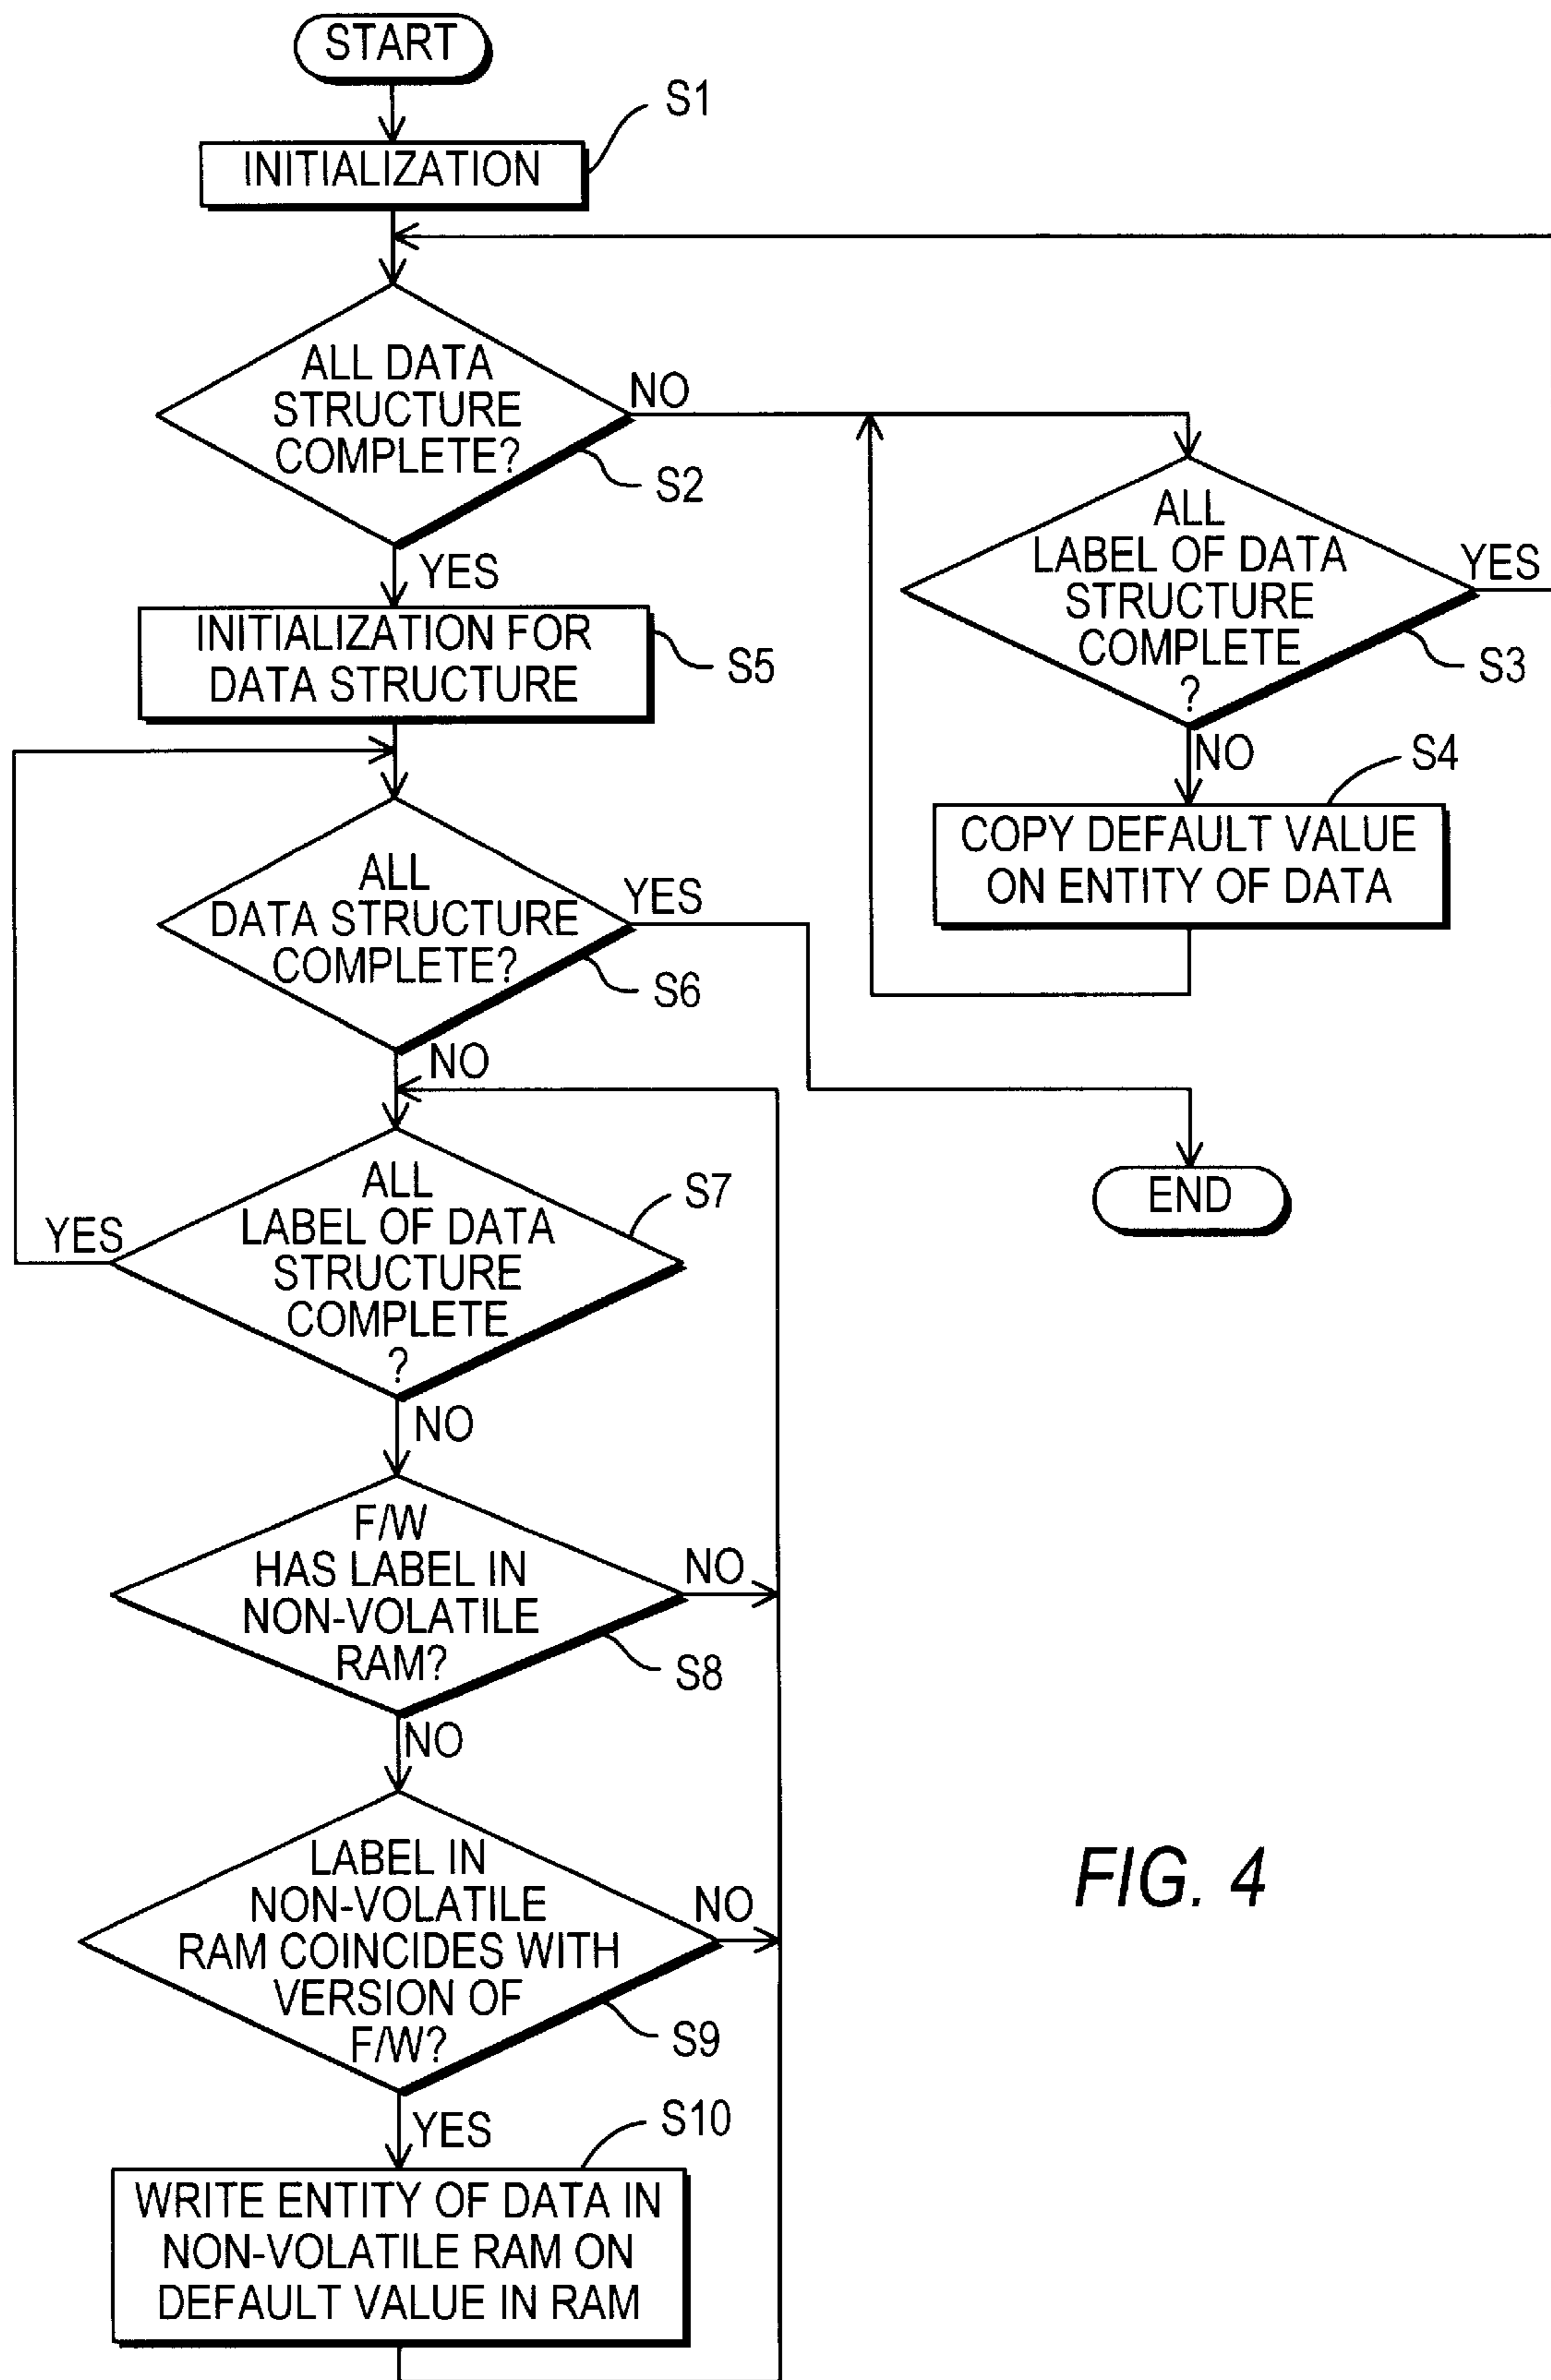 START
S1
INITIALIZATION
ALL DATA
STRUCTURE
COMPLETE?
NO
S2
YES
ALL
LABEL OF DATA
STRUCTURE
COMPLETE
?
YES
S3
NO
S4
COPY DEFAULT VALUE
ON ENTITY OF DATA
INITIALIZATION FOR
DATA STRUCTURE
S5
ALL
DATA STRUCTURE
COMPLETE?
YES
S6
NO
END
ALL
LABEL OF DATA
STRUCTURE
COMPLETE
?
S7
YES
NO
F/W
HAS LABEL IN
NON-VOLATILE
RAM?
NO
S8
NO
LABEL IN
NON-VOLATILE
RAM COINCIDES WITH
VERSION OF
F/W?
NO
S9
YES
S10
WRITE ENTITY OF DATA IN
NON-VOLATILE RAM ON
DEFAULT VALUE IN RAM
FIG. 4